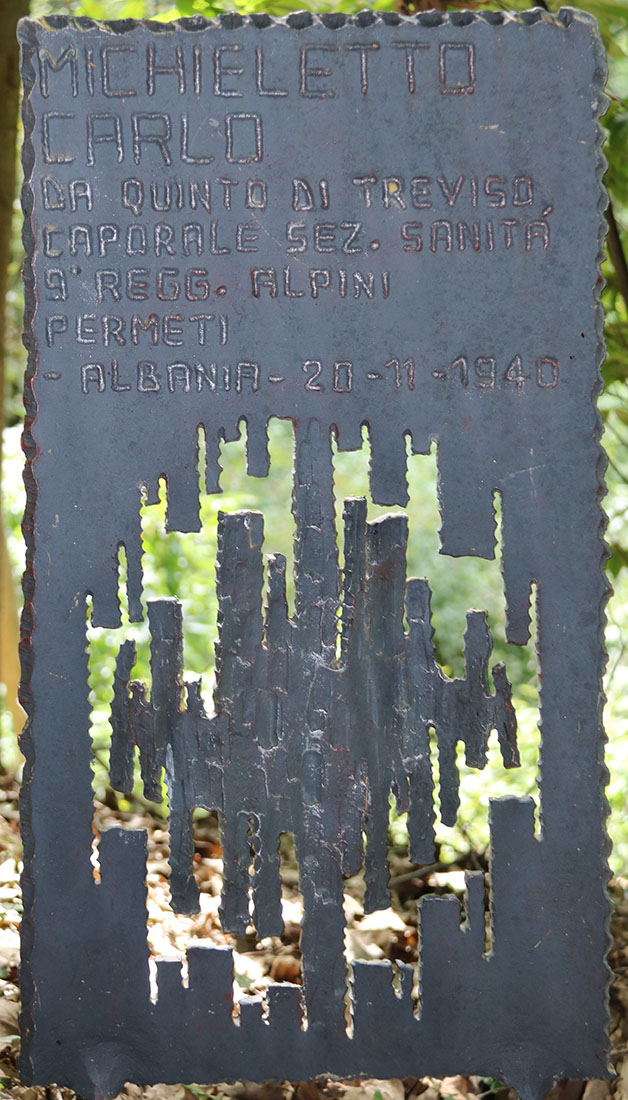 MICHIELETTO
CARLO
DA QUINTO DI TREVISO
CAPORALE SEZ. SANITÁ
9° REGG. ALPINI
PERMETI
- ALBANIA - 20 - 11 - 1940